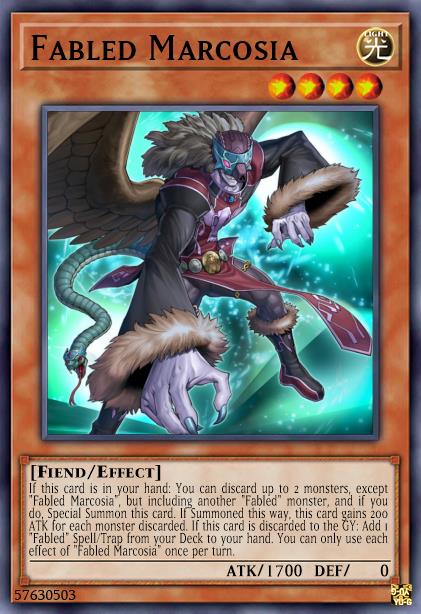 Fabled Marcosia
LIGHT
光
[Fiend/Effect]
If this card is in your hand: You can discard up to 2 monsters, except
"Fabled Marcosia", but including another "Fabled" monster, and if you
do, Special Summon this card. If Summoned this way, this card gains 200
ATK for each monster discarded. If this card is discarded to the GY: Add 1
"Fabled" Spell/Trap from your Deck to your hand. You can only use each
effect of "Fabled Marcosia" once per turn.
ATK/1700 DEF/ 0
57630503